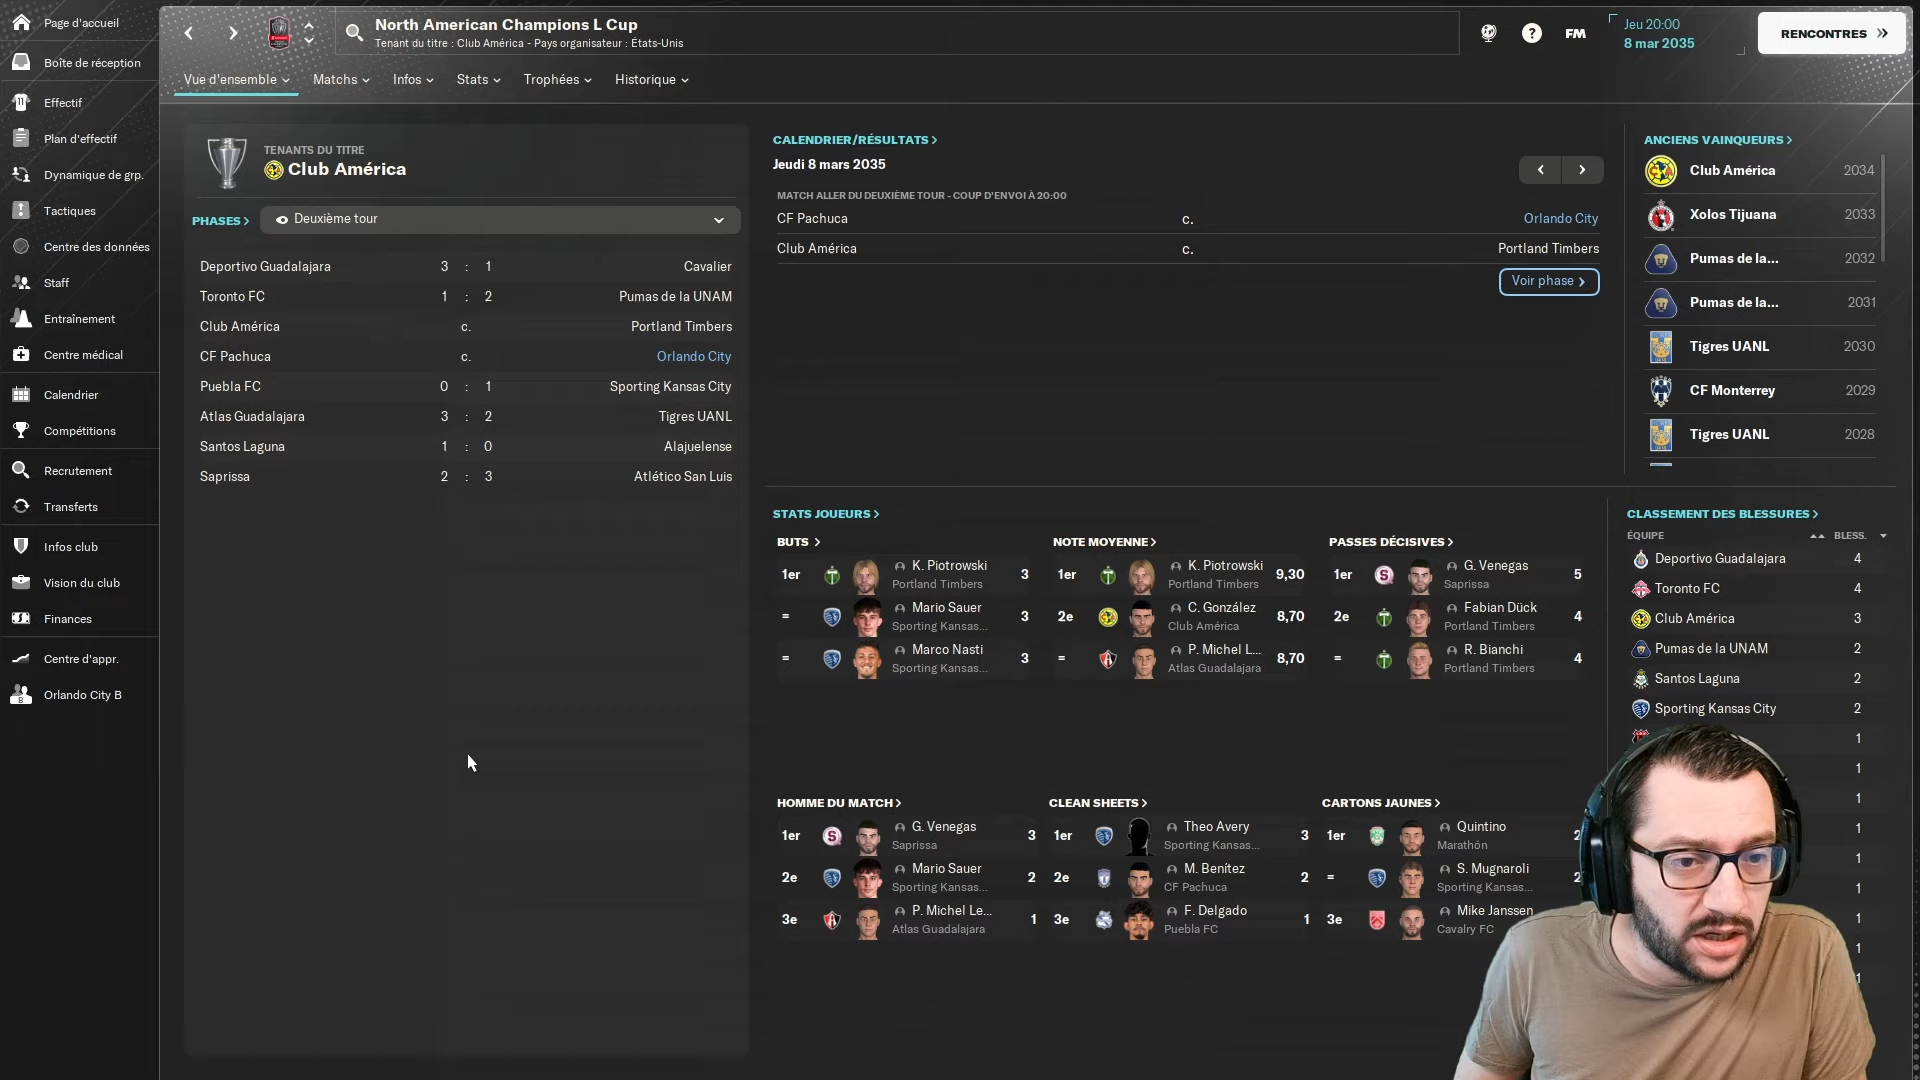 Page d'accueil
Boîte de réception
Effectif
Plan d'effectif
Dynamique de grp.
Tactiques
Centre des données
Staff
Entraînement
Centre médical
Calendrier
Compétitions
Recrutement
Transferts
Infos club
Vision du club
Finances
Centre d'appr.
Orlando City B
North American Champions L Cup
Tenant du titre : Club América - Pays organisateur : États-Unis
FM
Jeu 20:00
8 mar 2035
RENCONTRES
Vue d'ensemble
Matchs
Infos
Stats
Trophées
Historique
TENANTS DU TITRE
Club América
PHASES
Deuxième tour
Deportivo Guadalajara 3 : 1 Cavalier
Toronto FC 1 : 2 Pumas de la UNAM
Club América c. Portland Timbers
CF Pachuca c. Orlando City
Puebla FC 0 : 1 Sporting Kansas City
Atlas Guadalajara 3 : 2 Tigres UANL
Santos Laguna 1 : 0 Alajuelense
Saprissa 2 : 3 Atlético San Luis
CALENDRIER/RÉSULTATS
Jeudi 8 mars 2035
MATCH ALLER DU DEUXIÈME TOUR - COUP D'ENVOI À 20:00
CF Pachuca c. Orlando City
Club América c. Portland Timbers
Voir phase
ANCIENS VAINQUEURS
Club América 2034
Xolos Tijuana 2033
Pumas de la... 2032
Pumas de la... 2031
Tigres UANL 2030
CF Monterrey 2029
Tigres UANL 2028
STATS JOUEURS
BUTS
1er K. Piotrowski 3
Portland Timbers
= Mario Sauer 3
Sporting Kansas...
= Marco Nasti 3
Sporting Kansas...
NOTE MOYENNE
1er K. Piotrowski 9,30
Portland Timbers
2e C. González 8,70
Club América
= P. Michel L... 8,70
Atlas Guadalajara
PASSES DÉCISIVES
1er G. Venegas 5
Saprissa
2e Fabian Dück 4
Portland Timbers
= R. Bianchi 4
Portland Timbers
HOMME DU MATCH
1er G. Venegas 3
Saprissa
2e Mario Sauer 2
Sporting Kansas...
3e P. Michel Le... 1
Atlas Guadalajara
CLEAN SHEETS
1er Theo Avery 3
Sporting Kansas...
2e M. Benítez 2
CF Pachuca
3e F. Delgado 1
Puebla FC
CARTONS JAUNES
1er Quintino 2
Marathón
= S. Mugnaroli 2
Sporting Kansas...
3e Mike Janssen
Cavalry FC
CLASSEMENT DES BLESSURES
ÉQUIPE BLESS.
Deportivo Guadalajara 4
Toronto FC 4
Club América 3
Pumas de la UNAM 2
Santos Laguna 2
Sporting Kansas City 2
1
1
1
1
1
1
1
1
1